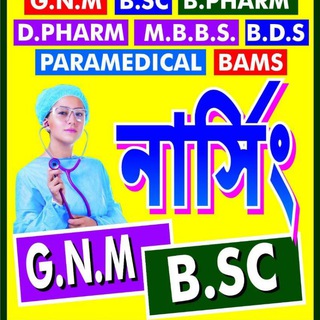 G.N.M B.SC B.PHARM
D.PHARM M.B.B.S. B.D.S
PARAMEDICAL BAMS
নার্সিং
G.N.M
B.SC